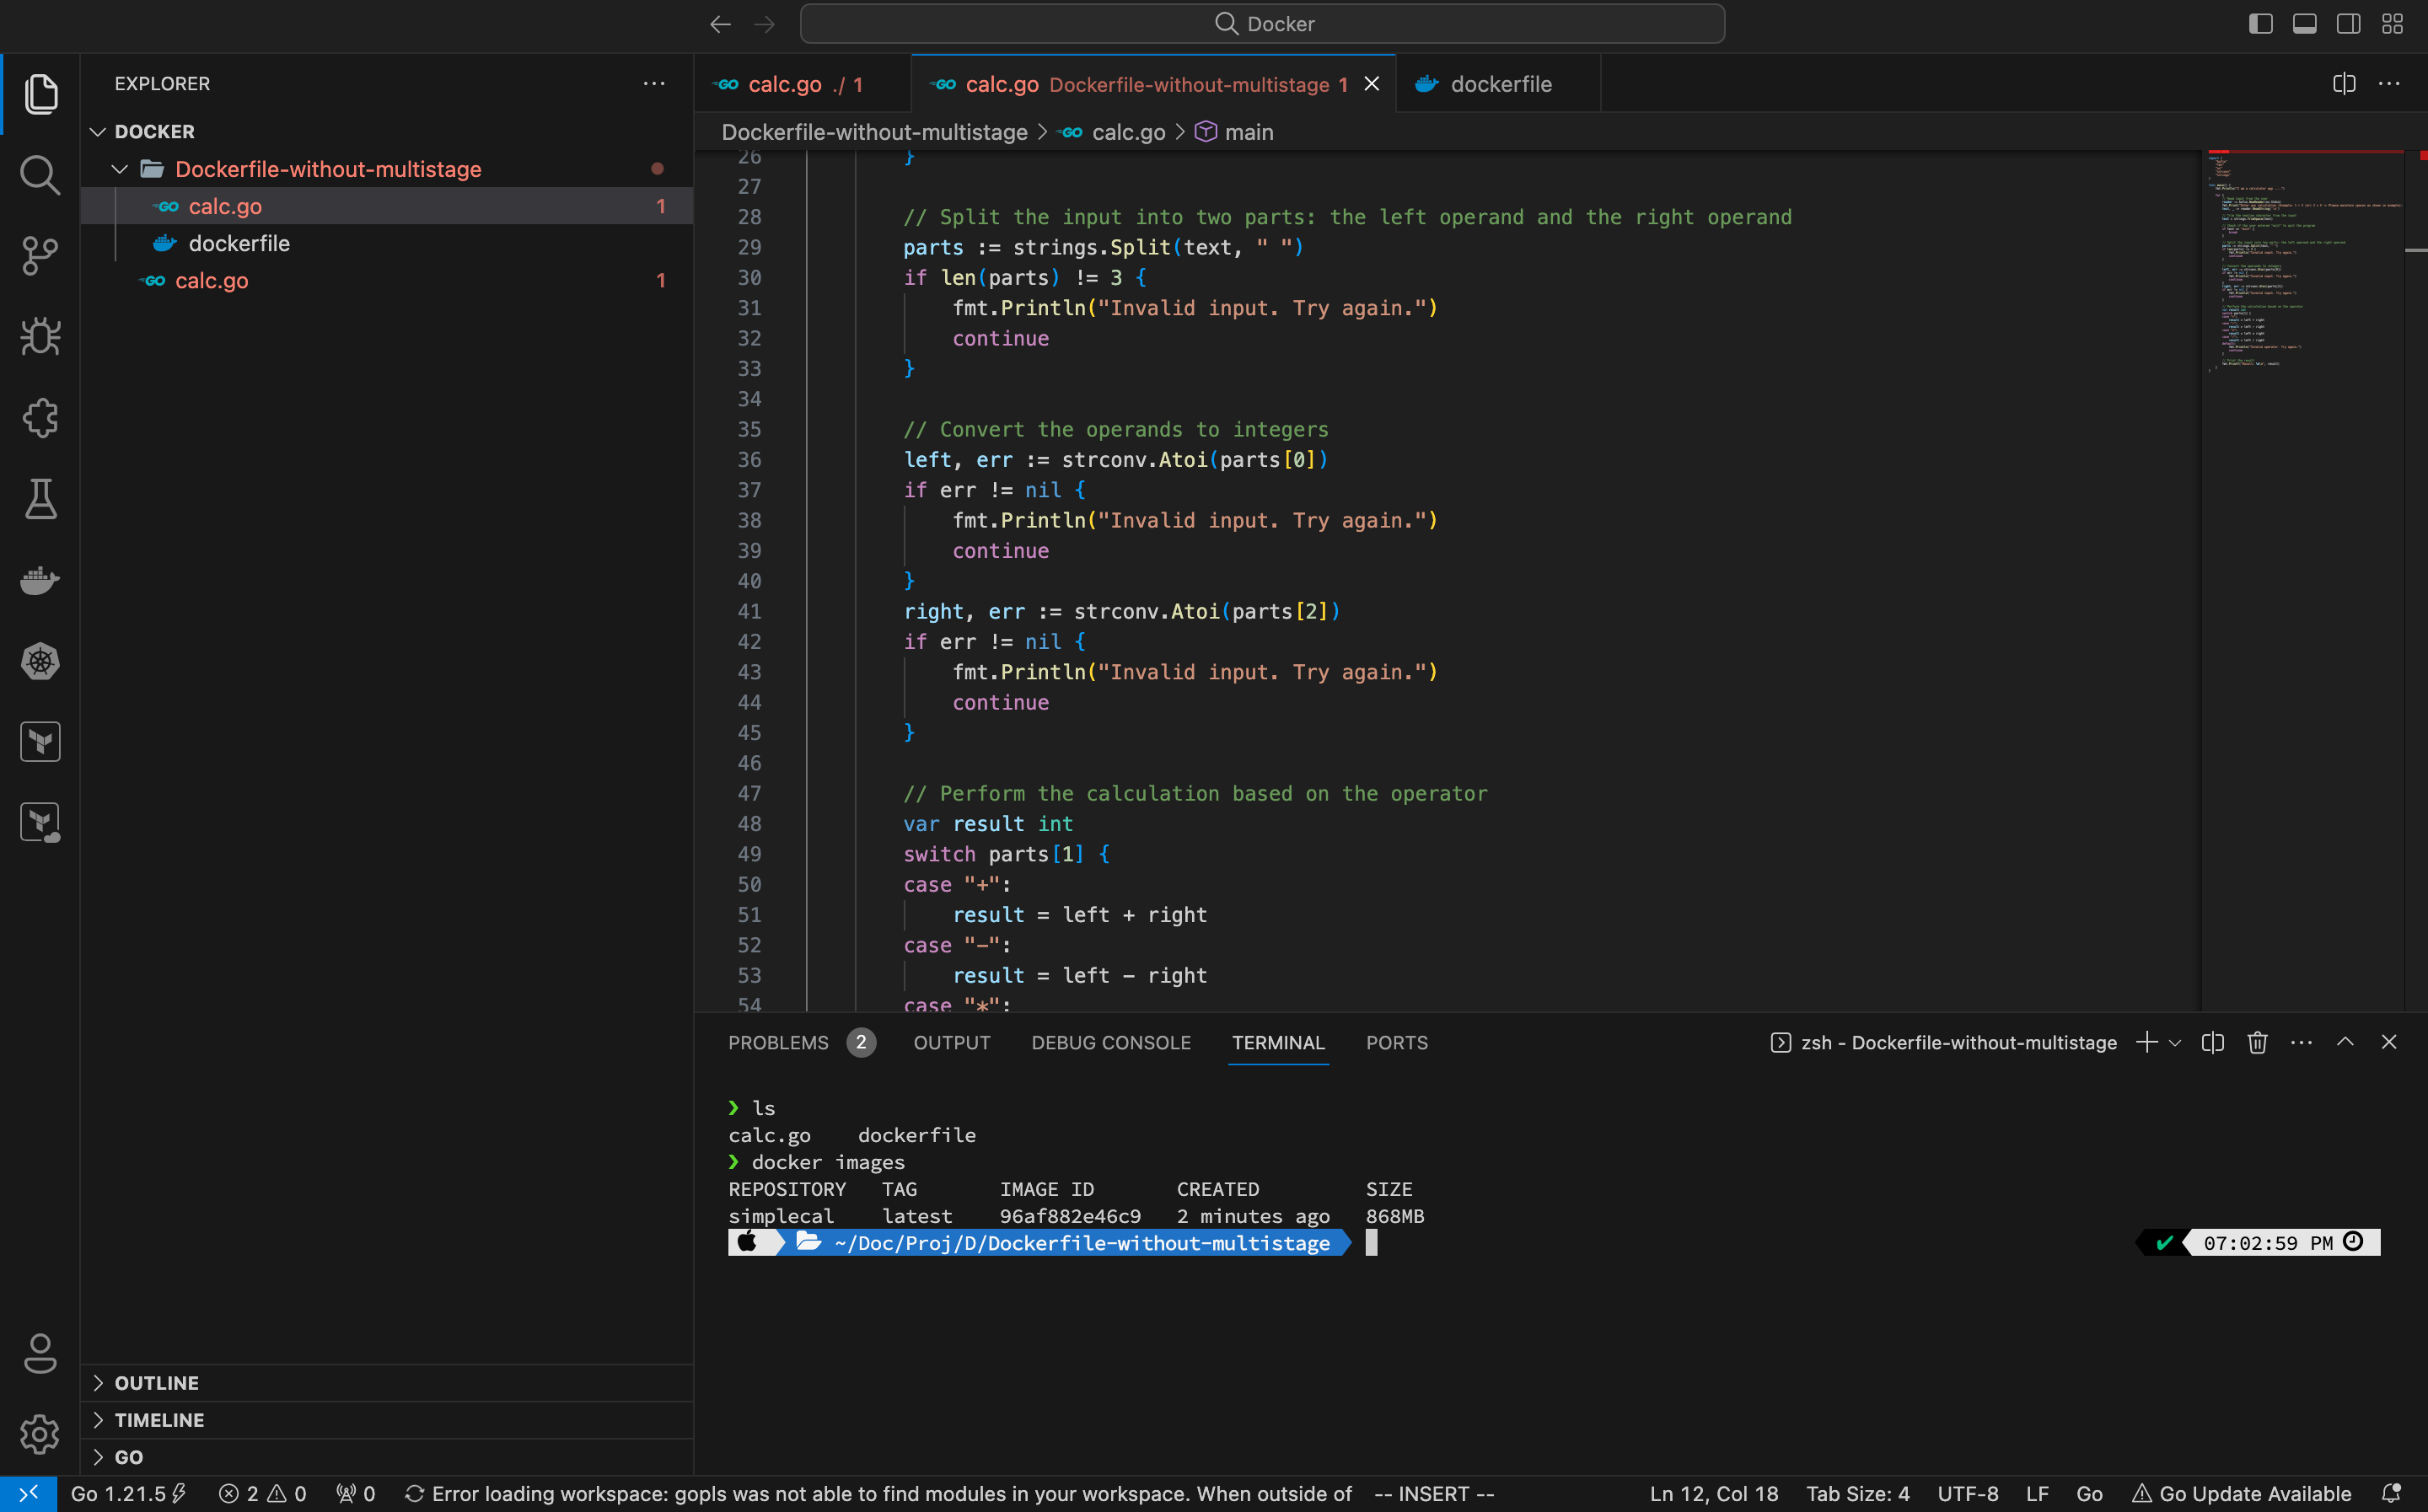 Docker
EXPLORER
DOCKER
Dockerfile-without-multistage
calc.go 1
dockerfile
calc.go 1
OUTLINE
TIMELINE
GO
calc.go ./ 1
calc.go Dockerfile-without-multistage 1
dockerfile
Dockerfile-without-multistage > calc.go > main
26 }
27
28 // Split the input into two parts: the left operand and the right operand
29 parts := strings.Split(text, " ")
30 if len(parts) != 3 {
31 fmt.Println("Invalid input. Try again.")
32 continue
33 }
34
35 // Convert the operands to integers
36 left, err := strconv.Atoi(parts[0])
37 if err != nil {
38 fmt.Println("Invalid input. Try again.")
39 continue
40 }
41 right, err := strconv.Atoi(parts[2])
42 if err != nil {
43 fmt.Println("Invalid input. Try again.")
44 continue
45 }
46
47 // Perform the calculation based on the operator
48 var result int
49 switch parts[1] {
50 case "+":
51 result = left + right
52 case "-":
53 result = left - right
54 case "*":
PROBLEMS 2 OUTPUT DEBUG CONSOLE TERMINAL PORTS
zsh - Dockerfile-without-multistage
❯ ls
calc.go dockerfile
❯ docker images
REPOSITORY TAG IMAGE ID CREATED SIZE
simplecal latest 96af882e46c9 2 minutes ago 868MB
~/Doc/Proj/D/Dockerfile-without-multistage
✔ 07:02:59 PM
Go 1.21.5 2 0 0 Error loading workspace: gopls was not able to find modules in your workspace. When outside of -- INSERT -- Ln 12, Col 18 Tab Size: 4 UTF-8 LF Go Go Update Available